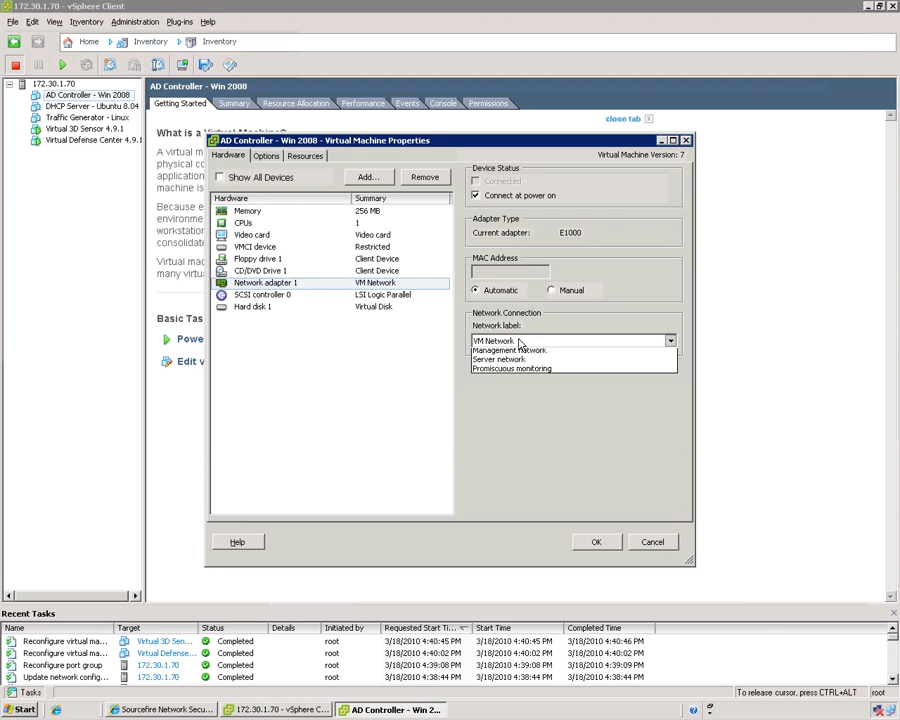 172.30.1.70 - vSphere Client
File Edit View Inventory Administration Plug-ins Help
Home Inventory Inventory
172.30.1.70
AD Controller - Win 2008
DHCP Server - Ubuntu 8.04
Traffic Generator - Linux
Virtual 3D Sensor 4.9.1
Virtual Defense Center 4.9.1
AD Controller - Win 2008
Getting Started Summary Resource Allocation Performance Events Console Permissions
close tab X
What is a Virtual Machine?
A virtual m
physical co
application
machine is
Because e
environme
workstatio
consolidate
Virtual mac
many virtua
Basic Tas
Powe
Edit v
AD Controller - Win 2008 - Virtual Machine Properties
Hardware Options Resources
Virtual Machine Version: 7
Show All Devices Add... Remove
Hardware Summary
Memory 256 MB
CPUs 1
Video card Video card
VMCI device Restricted
Floppy drive 1 Client Device
CD/DVD Drive 1 Client Device
Network adapter 1 VM Network
SCSI controller 0 LSI Logic Parallel
Hard disk 1 Virtual Disk
Device Status
Connected
Connect at power on
Adapter Type
Current adapter: E1000
MAC Address
Automatic Manual
Network Connection
Network label:
VM Network
Management Network
Server network
Promiscuous monitoring
Help OK Cancel
Recent Tasks
Name Target Status Details Initiated by Requested Start Ti... Start Time Completed Time
Reconfigure virtual ma... Virtual 3D Sen... Completed root 3/18/2010 4:40:45 PM 3/18/2010 4:40:45 PM 3/18/2010 4:40:46 PM
Reconfigure virtual ma... Virtual Defense... Completed root 3/18/2010 4:40:02 PM 3/18/2010 4:40:02 PM 3/18/2010 4:40:02 PM
Reconfigure port group 172.30.1.70 Completed root 3/18/2010 4:39:08 PM 3/18/2010 4:39:08 PM 3/18/2010 4:39:09 PM
Update network config... 172.30.1.70 Completed root 3/18/2010 4:38:44 PM 3/18/2010 4:38:44 PM 3/18/2010 4:38:44 PM
Tasks To release cursor, press CTRL+ALT root
Start Sourcefire Network Secu... 172.30.1.70 - vSphere C... AD Controller - Win 2...